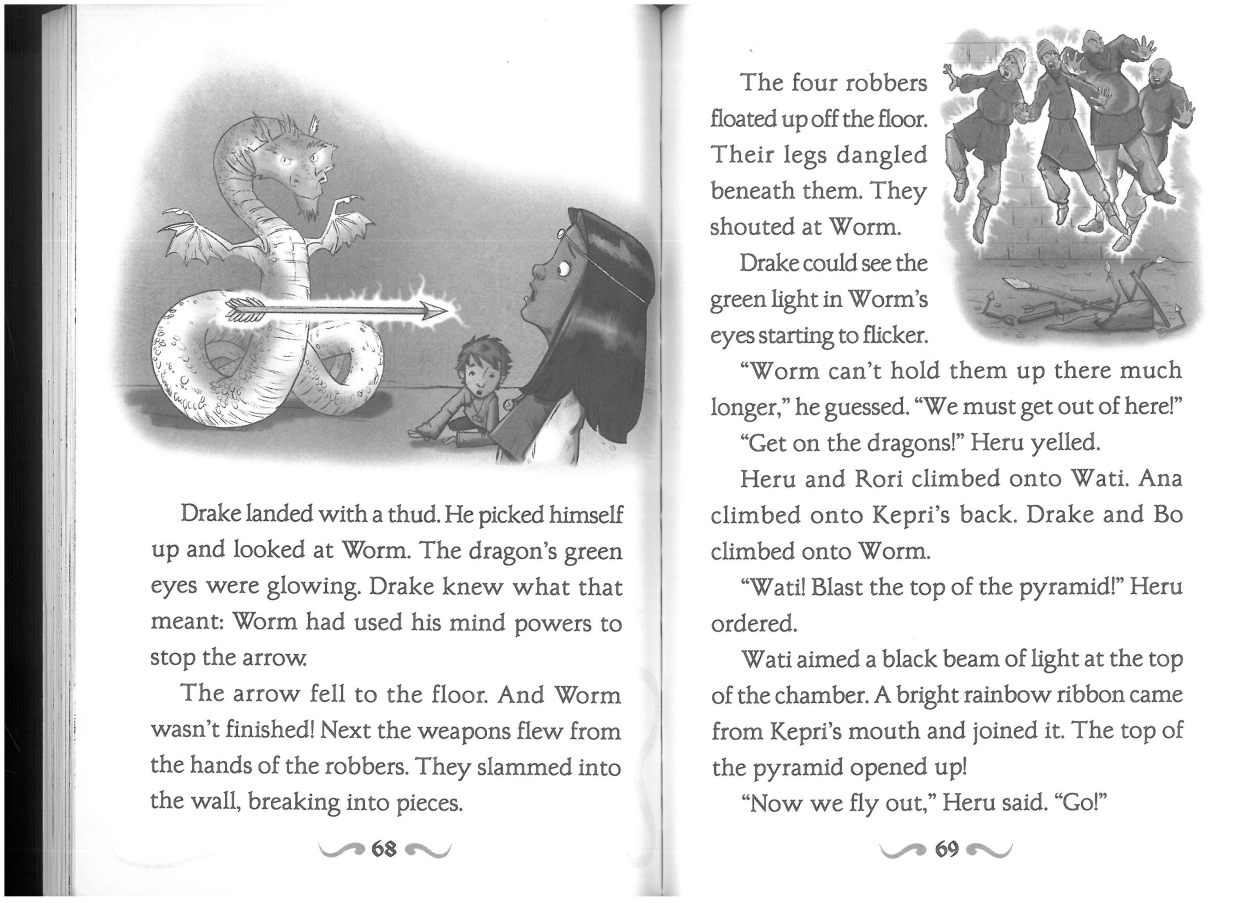 Drake landed with a thud. He picked himself
up and looked at Worm. The dragon's green
eyes were glowing. Drake knew what that
meant: Worm had used his mind powers to
stop the arrow.
The arrow fell to the floor. And Worm
wasn't finished! Next the weapons flew from
the hands of the robbers. They slammed into
the wall, breaking into pieces.
68
The four robbers
floated up off the floor.
Their legs dangled
beneath them. They
shouted at Worm.
Drake could see the
green light in Worm's
eyes starting to flicker.
“Worm can't hold them up there much
longer,” he guessed. “We must get out of here!”
“Get on the dragons!” Heru yelled.
Heru and Rori climbed onto Wati. Ana
climbed onto Kepri's back. Drake and Bo
climbed onto Worm.
“Wati! Blast the top of the pyramid!” Heru
ordered.
Wati aimed a black beam of light at the top
of the chamber. A bright rainbow ribbon came
from Kepri's mouth and joined it. The top of
the pyramid opened up!
“Now we fly out,” Heru said. “Go!”
69